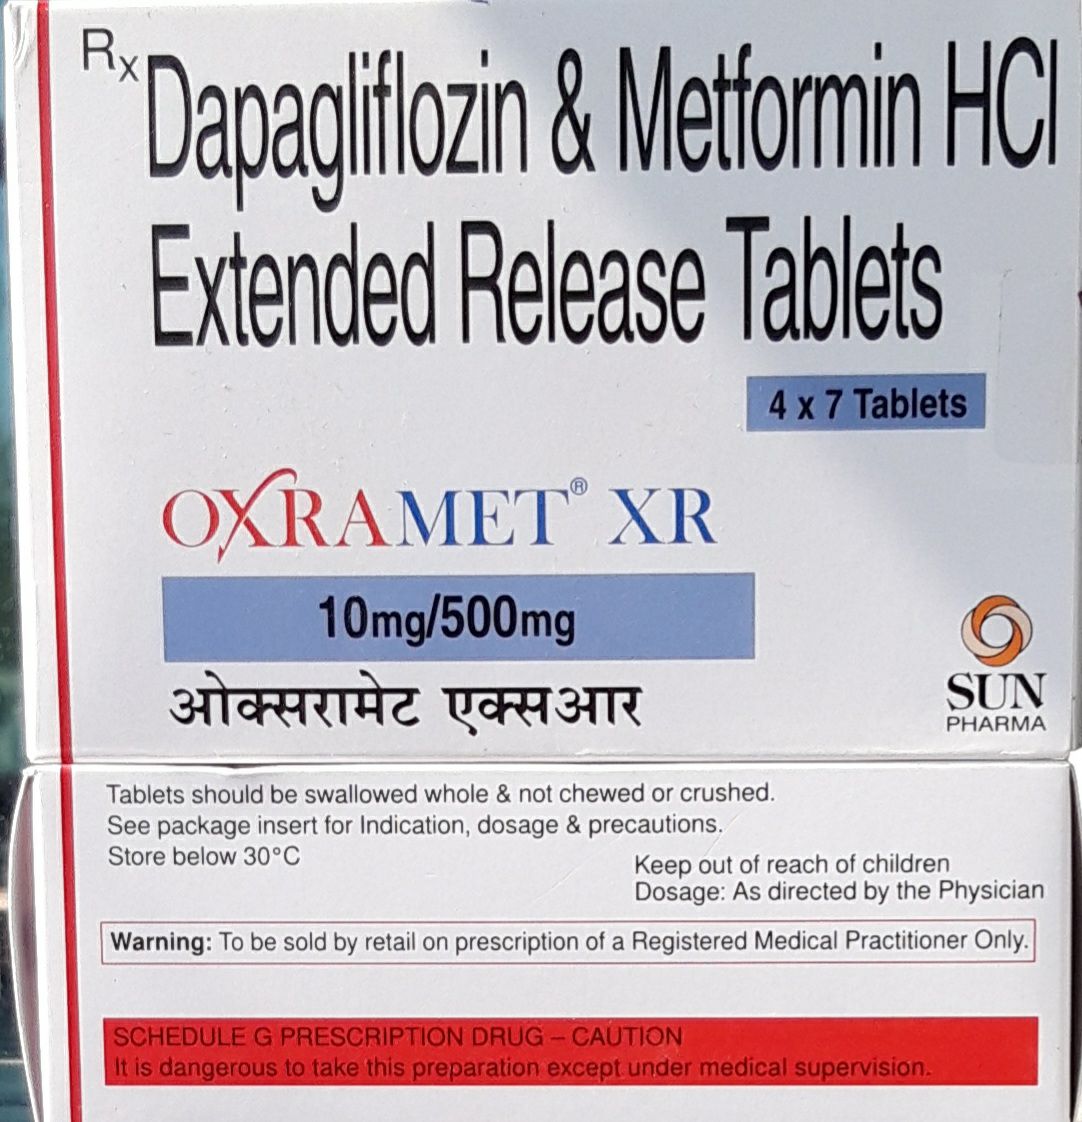 Rx Dapagliflozin & Metformin HCl
Extended Release Tablets
4 x 7 Tablets
OXRAMET® XR
10mg/500mg
ओक्सरामेट एक्सआर
SUN
PHARMA
Tablets should be swallowed whole & not chewed or crushed.
See package insert for Indication, dosage & precautions.
Store below 30°C
Keep out of reach of children
Dosage: As directed by the Physician
Warning: To be sold by retail on prescription of a Registered Medical Practitioner Only.
SCHEDULE G PRESCRIPTION DRUG – CAUTION
It is dangerous to take this preparation except under medical supervision.